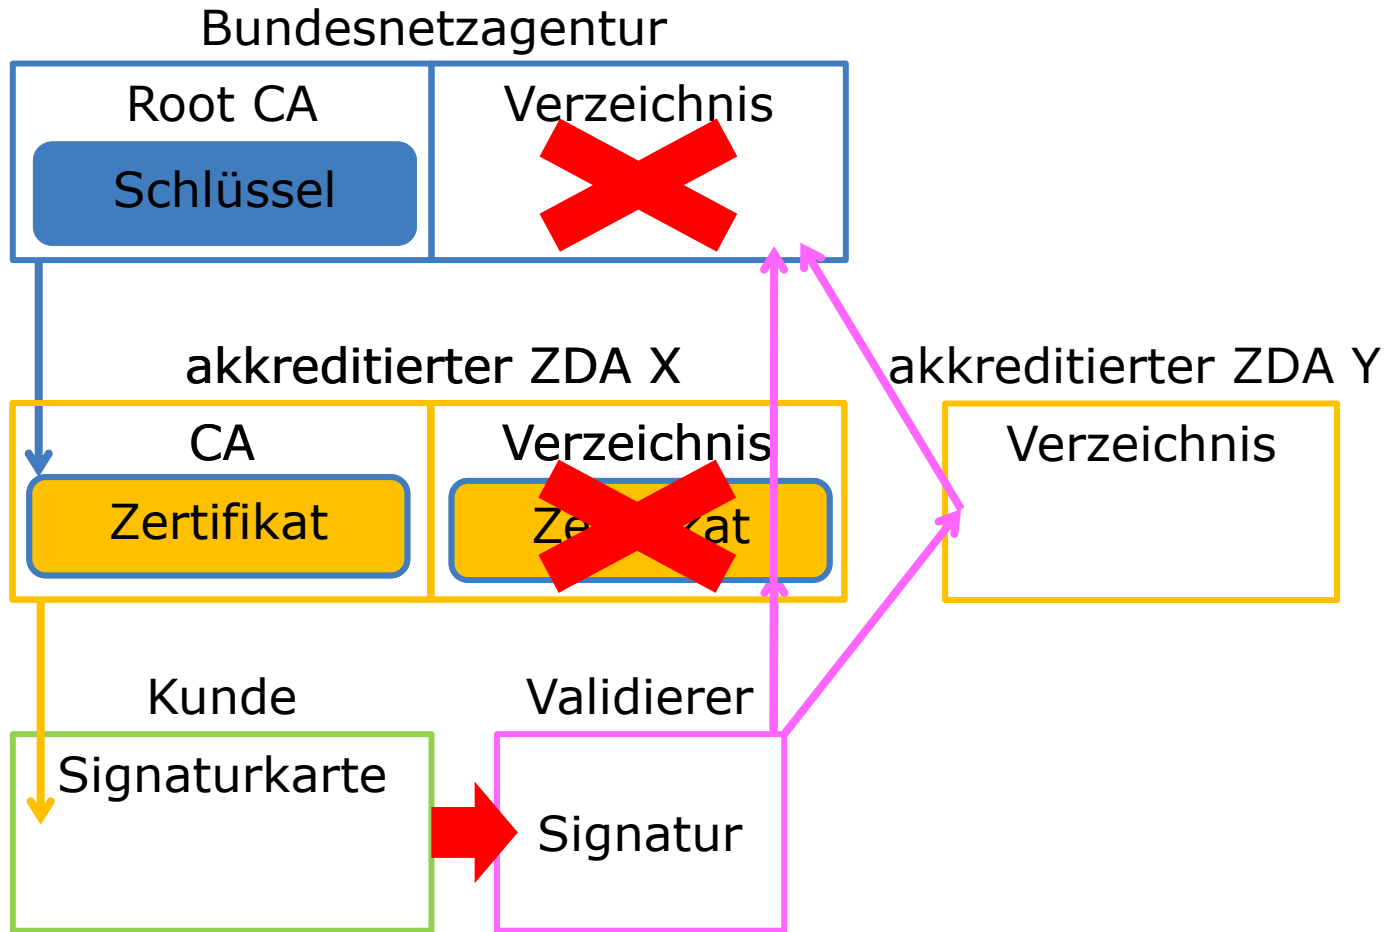 Bundesnetzagentur
Root CA
Verzeichnis
Schlüssel
akkreditierter ZDA X
akkreditierter ZDA Y
CA
Verzeichnis
Verzeichnis
Zertifikat
Kunde
Validierer
Signaturkarte
Signatur